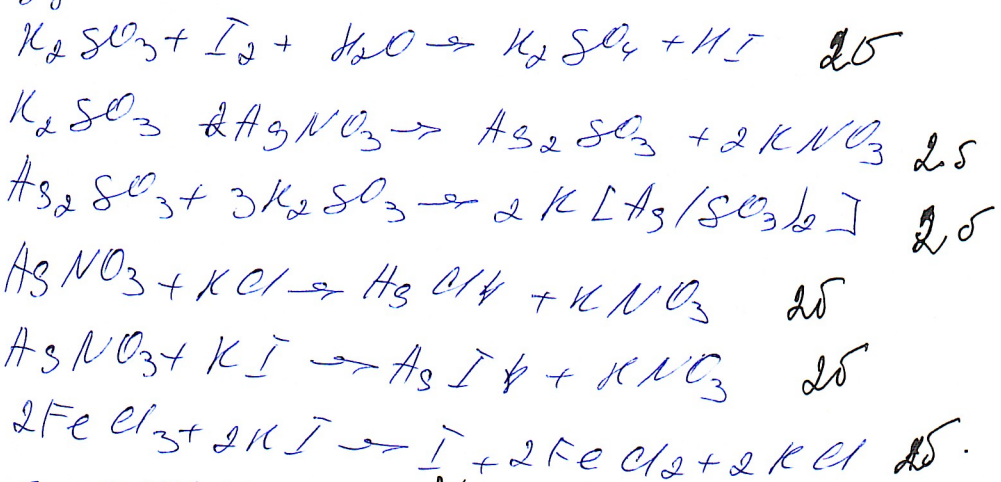 K₂SO₃ + I₂ + H₂O → K₂SO₄ + HI 2б
K₂SO₃ 2AgNO₃ → Ag₂SO₃ + 2KNO₃ 2б
Ag₂SO₃ + 3K₂SO₃ → 2K[Ag(SO₃)₂] 2б
AgNO₃ + KCl → AgCl↓ + KNO₃ 2б
AgNO₃ + KI → AgI↓ + KNO₃ 2б
2FeCl₃ + 2KI → I + 2FeCl₂ + 2KCl 2б.